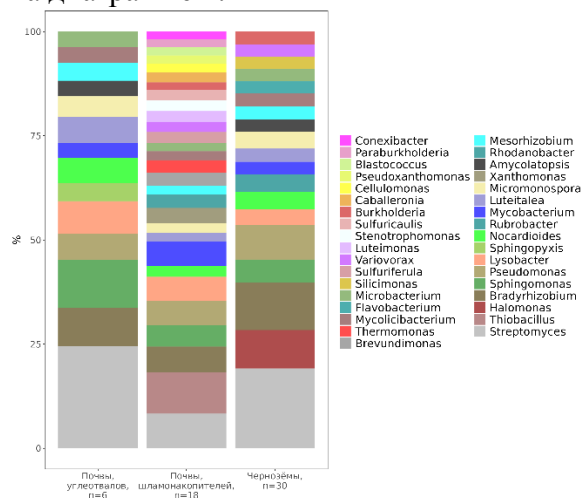 100
75
50
25
0
%
Почвы,
углеотвалов,
n=6
Почвы,
шламонакопителей,
n=18
Чернозёмы,
n=30
Conexibacter
Paraburkholderia
Blastococcus
Pseudoxanthomonas
Cellulomonas
Caballeronia
Burkholderia
Sulfuricaulis
Stenotrophomonas
Luteimonas
Variovorax
Sulfuriferula
Silicimonas
Microbacterium
Flavobacterium
Mycolicibacterium
Thermomonas
Brevundimonas
Mesorhizobium
Rhodanobacter
Amycolatopsis
Xanthomonas
Micromonospora
Luteitalea
Mycobacterium
Rubrobacter
Nocardioides
Sphingopyxis
Lysobacter
Pseudomonas
Sphingomonas
Bradyrhizobium
Halomonas
Thiobacillus
Streptomyces